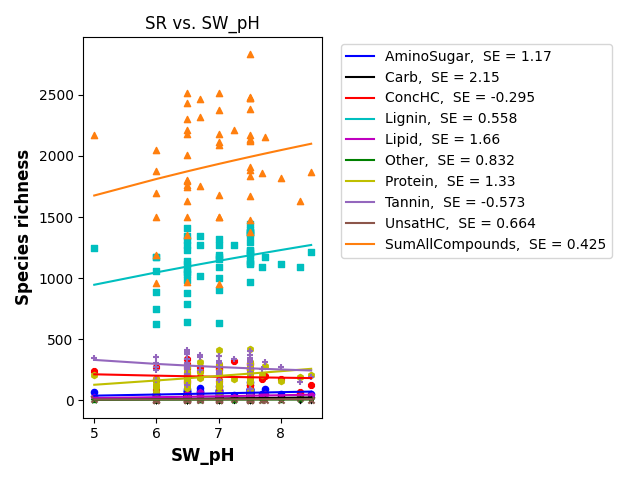 SR vs. SW_pH
Species richness
2500
2000
1500
1000
500
0
5
6
7
8
SW_pH
AminoSugar,  SE = 1.17
Carb,  SE = 2.15
ConcHC,  SE = -0.295
Lignin,  SE = 0.558
Lipid,  SE = 1.66
Other,  SE = 0.832
Protein,  SE = 1.33
Tannin,  SE = -0.573
UnsatHC,  SE = 0.664
SumAllCompounds,  SE = 0.425